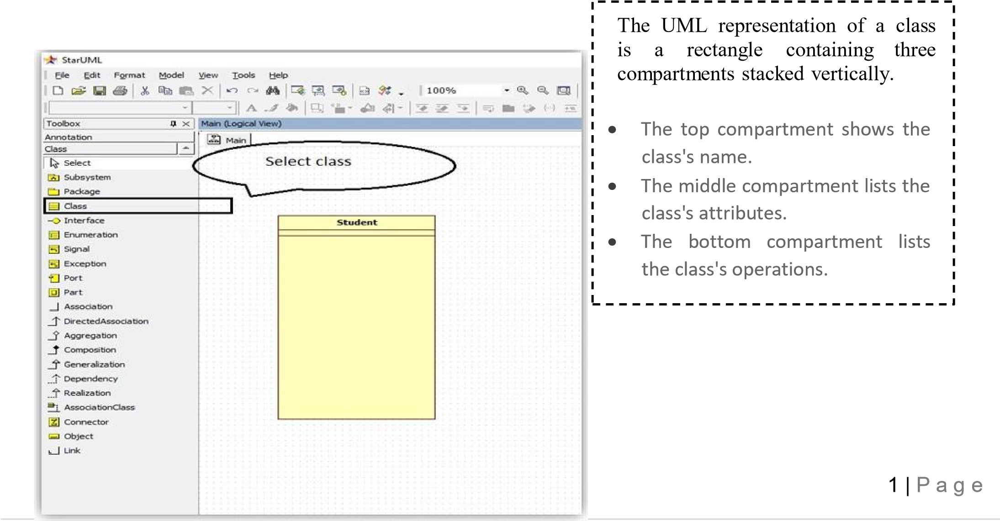 StarUML
File Edit Format Model View Tools Help
100%
Toolbox
Main (Logical View)
Annotation
Main
Class
Select
Subsystem
Package
Class
Interface
Enumeration
Signal
Exception
Port
Part
Association
DirectedAssociation
Aggregation
Composition
Generalization
Dependency
Realization
AssociationClass
Connector
Object
Link
Select class
Student
The UML representation of a class
is a rectangle containing three
compartments stacked vertically.
• The top compartment shows the
class's name.
• The middle compartment lists the
class's attributes.
• The bottom compartment lists
the class's operations.
1 | P a g e